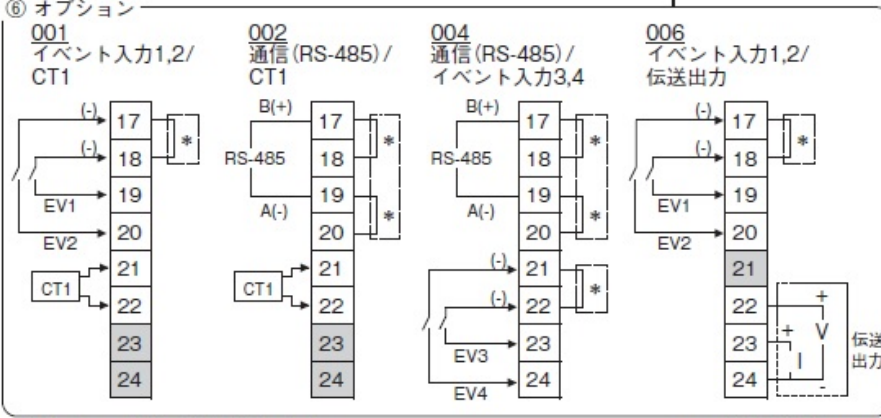 ⑥ オプション
001
イベント入力1,2/
CT1
(-)
17
*
(-)
18
19
EV1
20
EV2
21
CT1
22
23
24
002
通信(RS-485)/
CT1
B(+)
17
*
RS-485
18
19
A(-)
*
20
21
CT1
22
23
24
004
通信(RS-485)/
イベント入力3,4
B(+)
17
*
RS-485
18
19
A(-)
*
20
(-)
21
*
(-)
22
23
EV3
24
EV4
006
イベント入力1,2/
伝送出力
(-)
17
*
(-)
18
19
EV1
20
EV2
21
22
+
23
+
V
I
24
-
伝送
出力